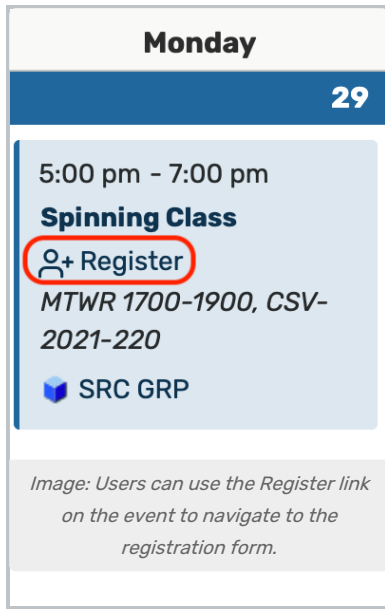 Monday
29
5:00 pm - 7:00 pm
Spinning Class
Register
MTWR 1700-1900, CSV-
2021-220
SRC GRP
Image: Users can use the Register link
on the event to navigate to the
registration form.